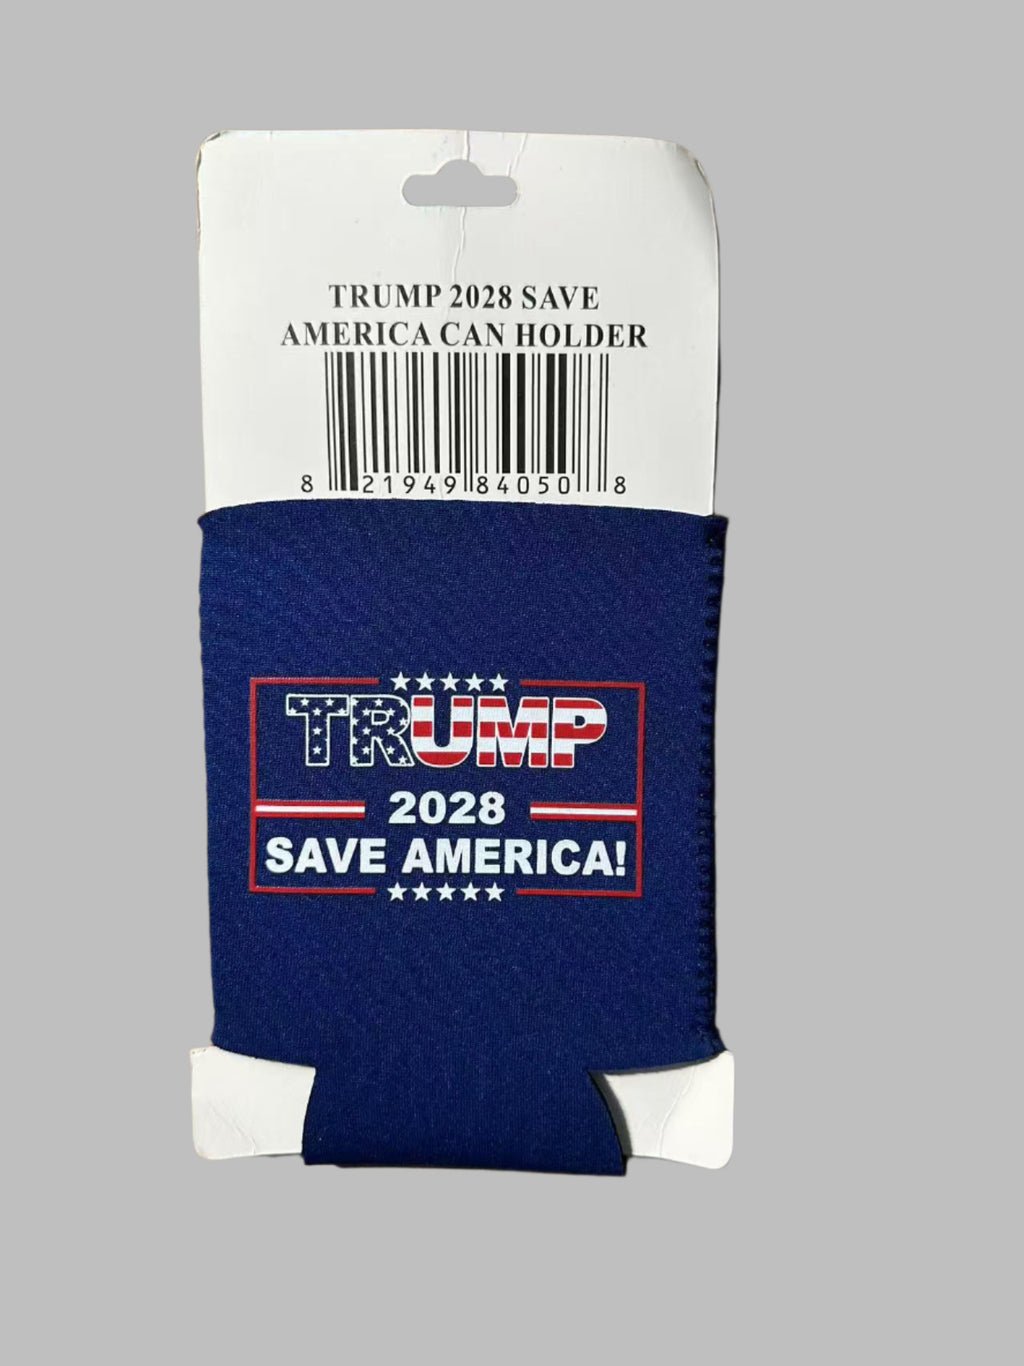 TRUMP 2028 SAVE
AMERICA CAN HOLDER
8 21949 84050 8
TRUMP
2028
SAVE AMERICA!